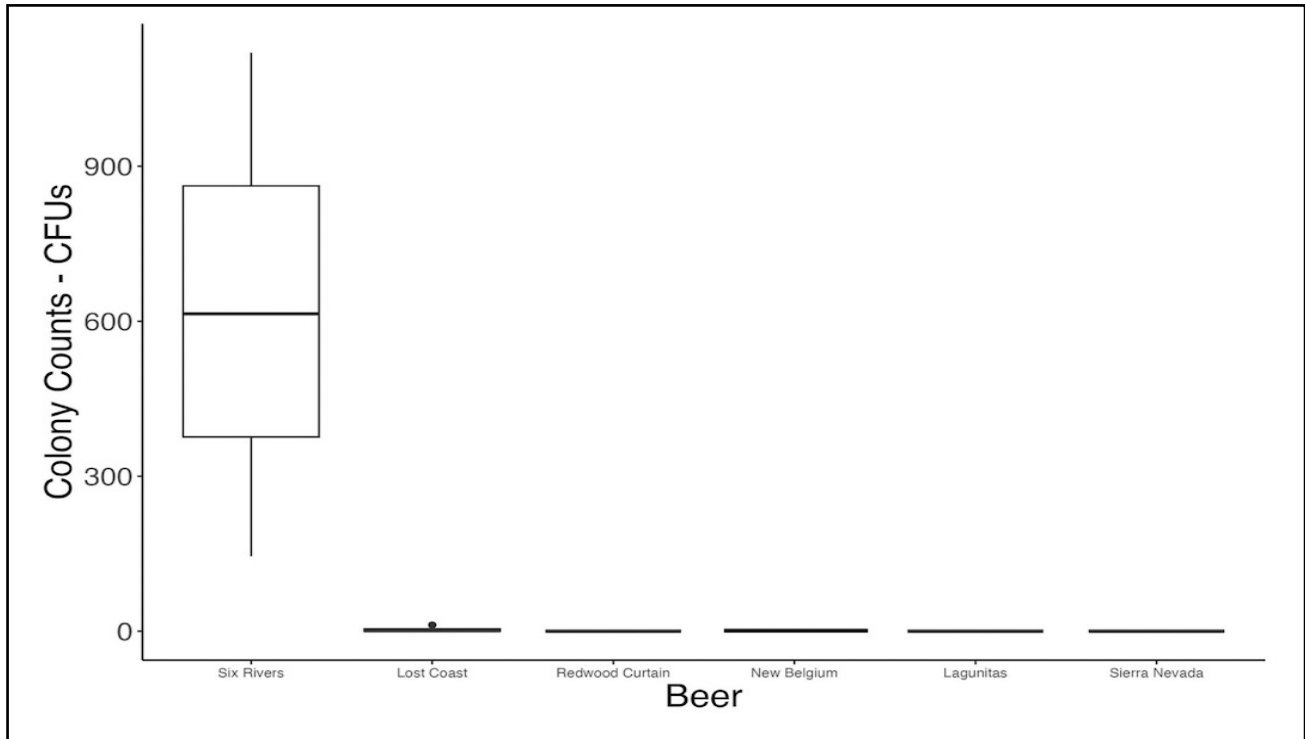 Colony Counts - CFUs
900
600
300
0
Six Rivers
Lost Coast
Redwood Curtain
New Belgium
Lagunitas
Sierra Nevada
Beer